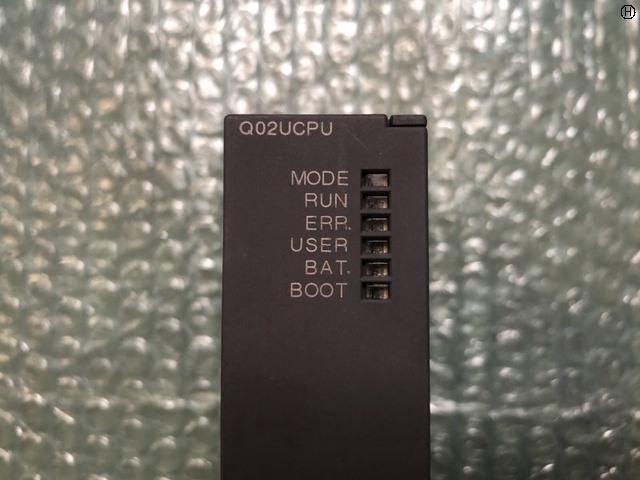 Q02UCPU
MODE
RUN
ERR.
USER
BAT.
BOOT
H